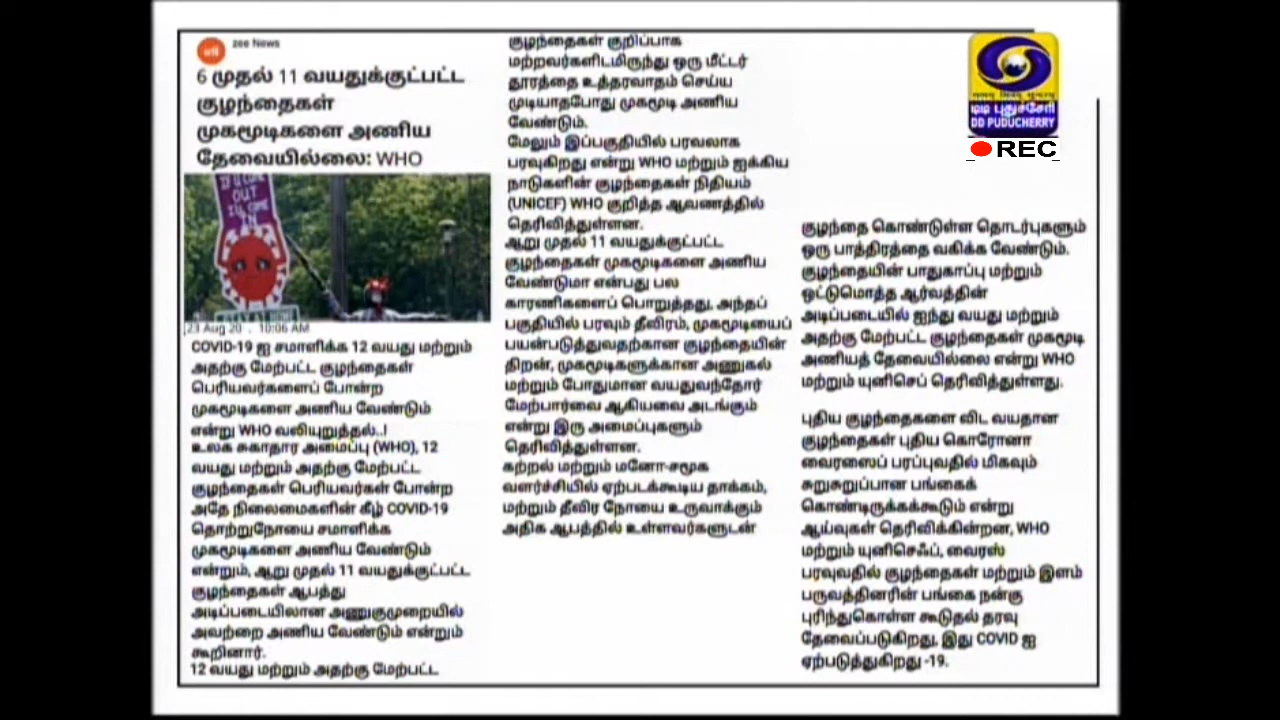 zee News
6 முதல் 11 வயதுக்குட்பட்ட
குழந்தைகள்
முகமூடிகளை அணிய
தேவையில்லை: WHO
IF U COME
OUT
I'LL COME
IN
23 Aug 20 . 10:06 AM
COVID-19 ஐ சமாளிக்க 12 வயது மற்றும்
அதற்கு மேற்பட்ட குழந்தைகள்
பெரியவர்களைப் போன்ற
முகமூடிகளை அணிய வேண்டும்
என்று WHO வலியுறுத்தல்..!
உலக சுகாதார அமைப்பு (WHO), 12
வயது மற்றும் அதற்கு மேற்பட்ட
குழந்தைகள் பெரியவர்கள் போன்ற
அதே நிலைமைகளின் கீழ் COVID-19
தொற்றுநோயை சமாளிக்க
முகமூடிகளை அணிய வேண்டும்
என்றும், ஆறு முதல் 11 வயதுக்குட்பட்ட
குழந்தைகள் ஆபத்து
அடிப்படையிலான அணுகுமுறையில்
அவற்றை அணிய வேண்டும் என்றும்
கூறினார்.
12 வயது மற்றும் அதற்கு மேற்பட்ட
குழந்தைகள் குறிப்பாக
மற்றவர்களிடமிருந்து ஒரு மீட்டர்
தூரத்தை உத்தரவாதம் செய்ய
முடியாதபோது முகமூடி அணிய
வேண்டும்.
மேலும் இப்பகுதியில் பரவலாக
பரவுகிறது என்று WHO மற்றும் ஐக்கிய
நாடுகளின் குழந்தைகள் நிதியம்
(UNICEF) WHO குறித்த ஆவணத்தில்
தெரிவித்துள்ளன.
ஆறு முதல் 11 வயதுக்குட்பட்ட
குழந்தைகள் முகமூடிகளை அணிய
வேண்டுமா என்பது பல
காரணிகளைப் பொறுத்தது, அந்தப்
பகுதியில் பரவும் தீவிரம், முகமூடியைப்
பயன்படுத்துவதற்கான குழந்தையின்
திறன், முகமூடிகளுக்கான அணுகல்
மற்றும் போதுமான வயதுவந்தோர்
மேற்பார்வை ஆகியவை அடங்கும்
என்று இரு அமைப்புகளும்
தெரிவித்துள்ளன.
கற்றல் மற்றும் மனோ-சமூக
வளர்ச்சியில் ஏற்படக்கூடிய தாக்கம்,
மற்றும் தீவிர நோயை உருவாக்கும்
அதிக ஆபத்தில் உள்ளவர்களுடன்
டிடி புதுச்சேரி
DD PUDUCHERRY
REC
குழந்தை கொண்டுள்ள தொடர்புகளும்
ஒரு பாத்திரத்தை வகிக்க வேண்டும்.
குழந்தையின் பாதுகாப்பு மற்றும்
ஒட்டுமொத்த ஆர்வத்தின்
அடிப்படையில் ஐந்து வயது மற்றும்
அதற்கு மேற்பட்ட குழந்தைகள் முகமூடி
அணியத் தேவையில்லை என்று WHO
மற்றும் யுனிசெப் தெரிவித்துள்ளது.
புதிய குழந்தைகளை விட வயதான
குழந்தைகள் புதிய கொரோனா
வைரஸைப் பரப்புவதில் மிகவும்
சுறுசுறுப்பான பங்கைக்
கொண்டிருக்கக்கூடும் என்று
ஆய்வுகள் தெரிவிக்கின்றன, WHO
மற்றும் யுனிசெஃப், வைரஸ்
பரவுவதில் குழந்தைகள் மற்றும் இளம்
பருவத்தினரின் பங்கை நன்கு
புரிந்துகொள்ள கூடுதல் தரவு
தேவைப்படுகிறது, இது COVID ஐ
ஏற்படுத்துகிறது -19.